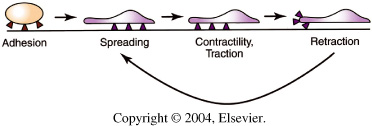 Adhesion Spreading Contractility, Retraction
Traction
Copyright © 2004, Elsevier.